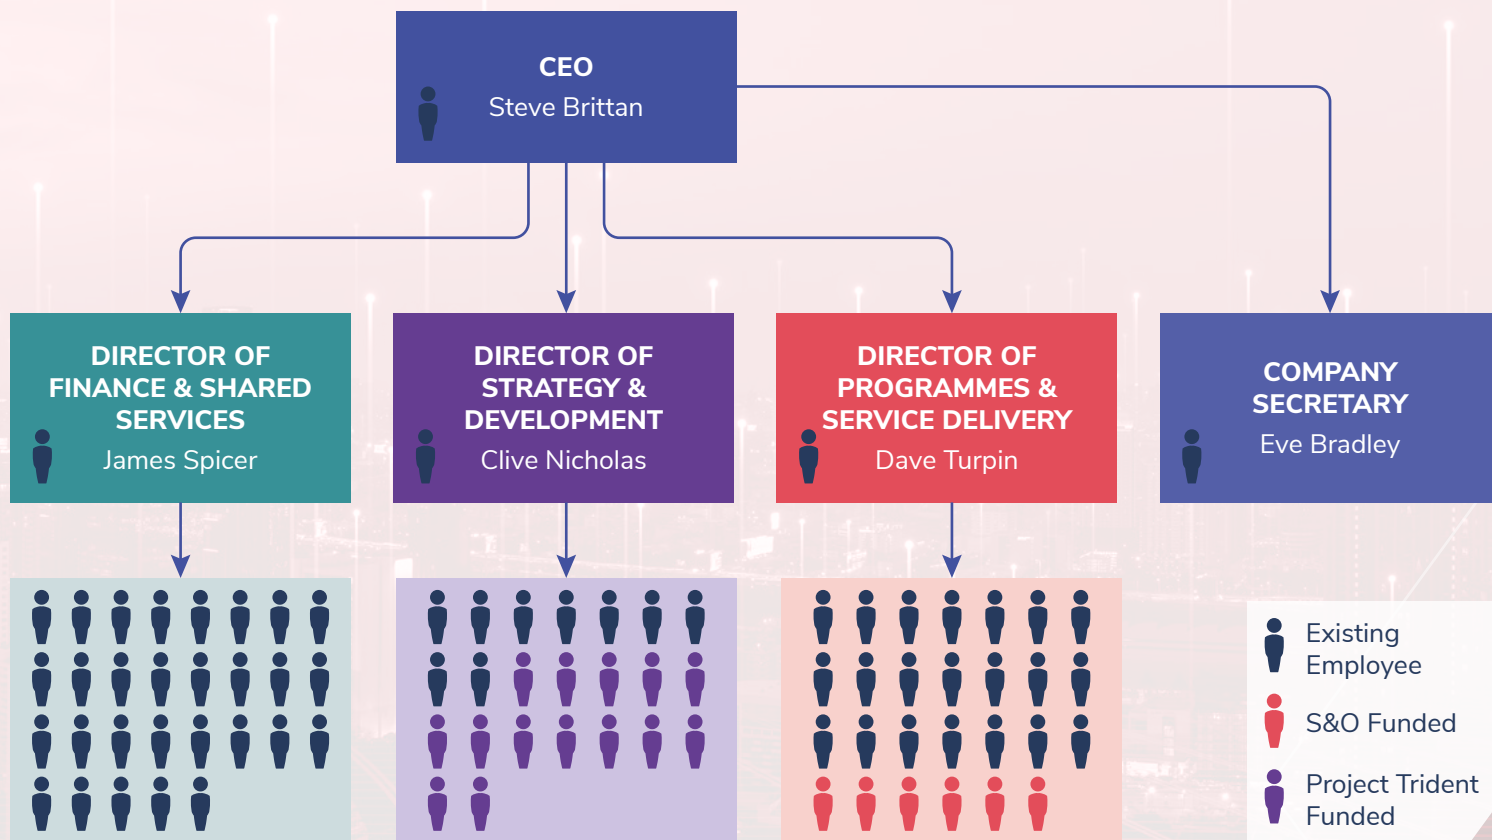 CEO
Steve Brittan
DIRECTOR OF
FINANCE & SHARED
SERVICES
James Spicer
DIRECTOR OF
STRATEGY &
DEVELOPMENT
Clive Nicholas
DIRECTOR OF
PROGRAMMES &
SERVICE DELIVERY
Dave Turpin
COMPANY
SECRETARY
Eve Bradley
Existing
Employee
S&O Funded
Project Trident
Funded